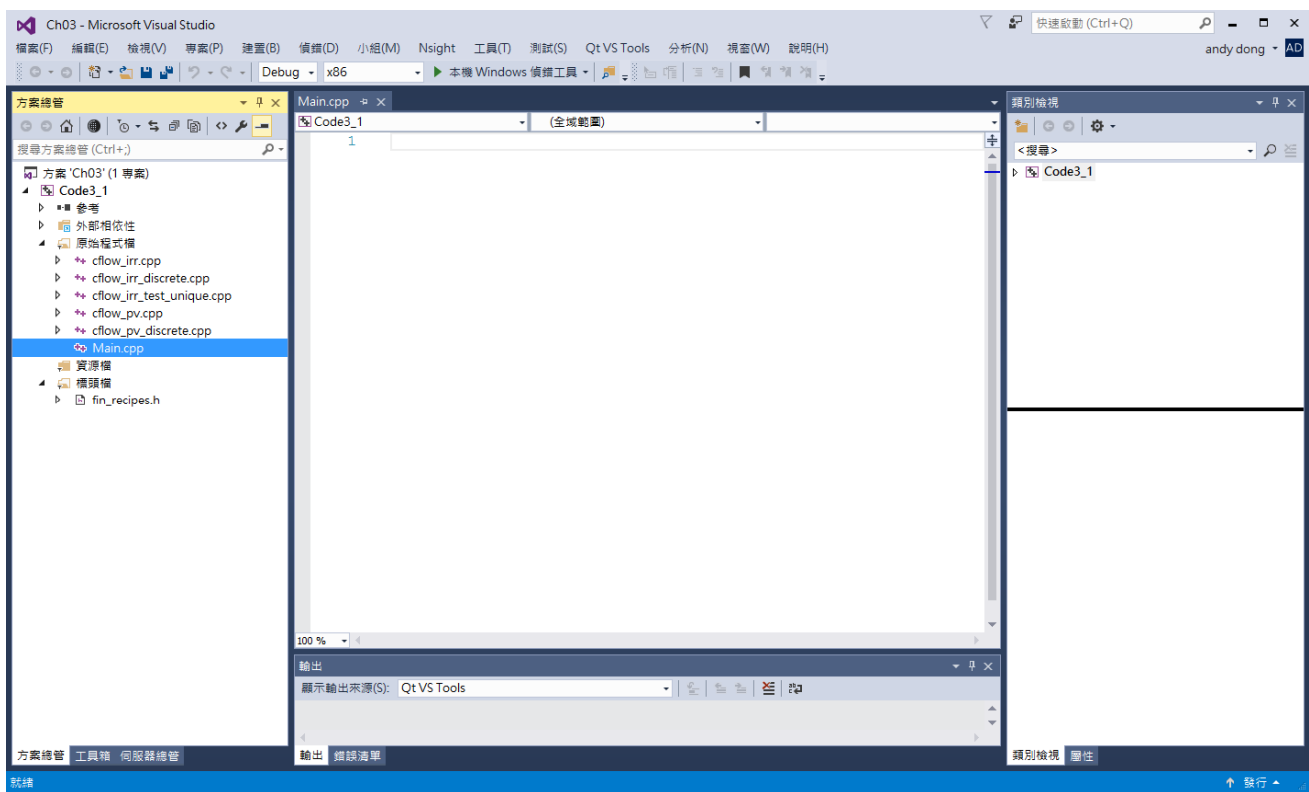 Ch03 - Microsoft Visual Studio
快速啟動 (Ctrl+Q)
檔案(F) 編輯(E) 檢視(V) 專案(P) 建置(B) 偵錯(D) 小組(M) Nsight 工具(T) 測試(S) Qt VS Tools 分析(N) 視窗(W) 說明(H)
andy dong AD
Debug x86 本機 Windows 偵錯工具
方案總管
搜尋方案總管 (Ctrl+;)
方案 'Ch03' (1 專案)
Code3_1
參考
外部相依性
原始程式檔
cflow_irr.cpp
cflow_irr_discrete.cpp
cflow_irr_test_unique.cpp
cflow_pv.cpp
cflow_pv_discrete.cpp
Main.cpp
資源檔
標頭檔
fin_recipes.h
方案總管 工具箱 伺服器總管
Main.cpp
Code3_1 (全域範圍)
1
100 %
輸出
顯示輸出來源(S): Qt VS Tools
輸出 錯誤清單
類別檢視
<搜尋>
Code3_1
類別檢視 屬性
就緒
發行